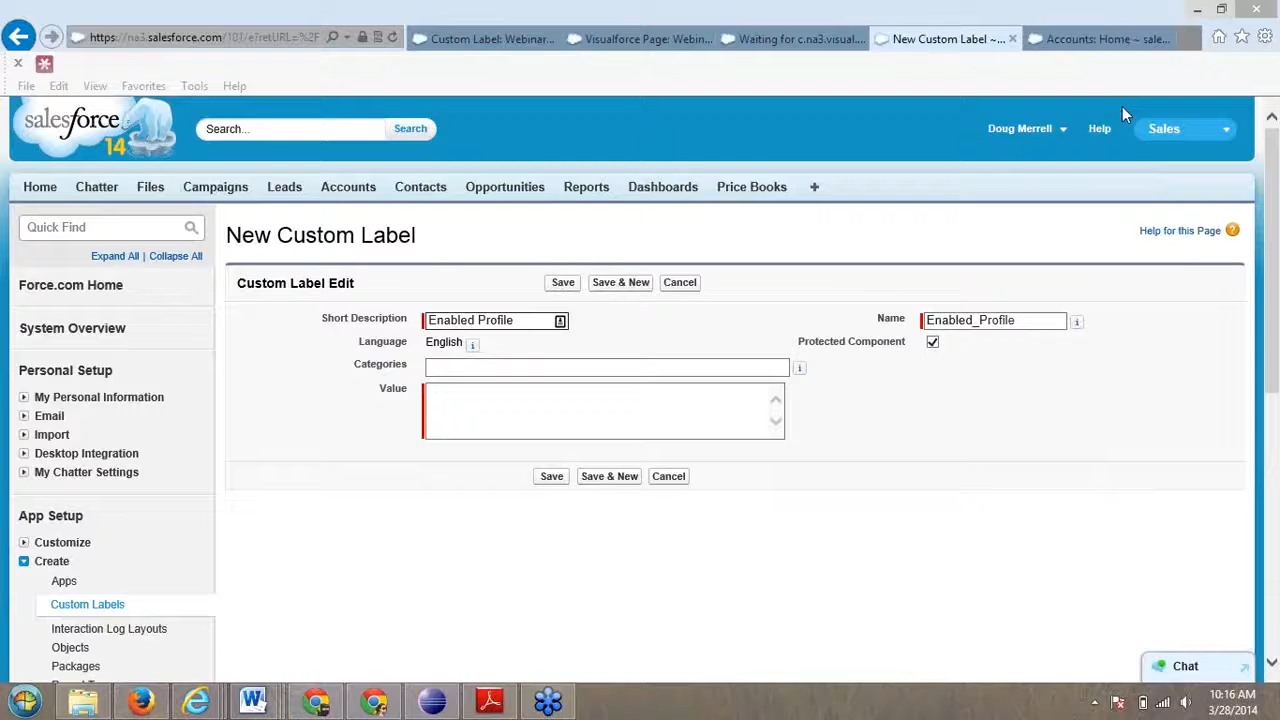 https://na3.salesforce.com/101/e?retURL=%2F
Custom Label: Webinar...
Visualforce Page: Webin...
Waiting for c.na3.visual....
New Custom Label ~...
Accounts: Home ~ sale...
File Edit View Favorites Tools Help
salesforce
14
Search...
Search
Doug Merrell
Help
Sales
Home Chatter Files Campaigns Leads Accounts Contacts Opportunities Reports Dashboards Price Books +
Quick Find
Expand All | Collapse All
Force.com Home
System Overview
Personal Setup
My Personal Information
Email
Import
Desktop Integration
My Chatter Settings
App Setup
Customize
Create
Apps
Custom Labels
Interaction Log Layouts
Objects
Packages
New Custom Label
Help for this Page ?
Custom Label Edit
Save Save & New Cancel
Short Description Enabled Profile
Name Enabled_Profile
Language English i
Protected Component
Categories
Value
Save Save & New Cancel
Chat
10:16 AM
3/28/2014